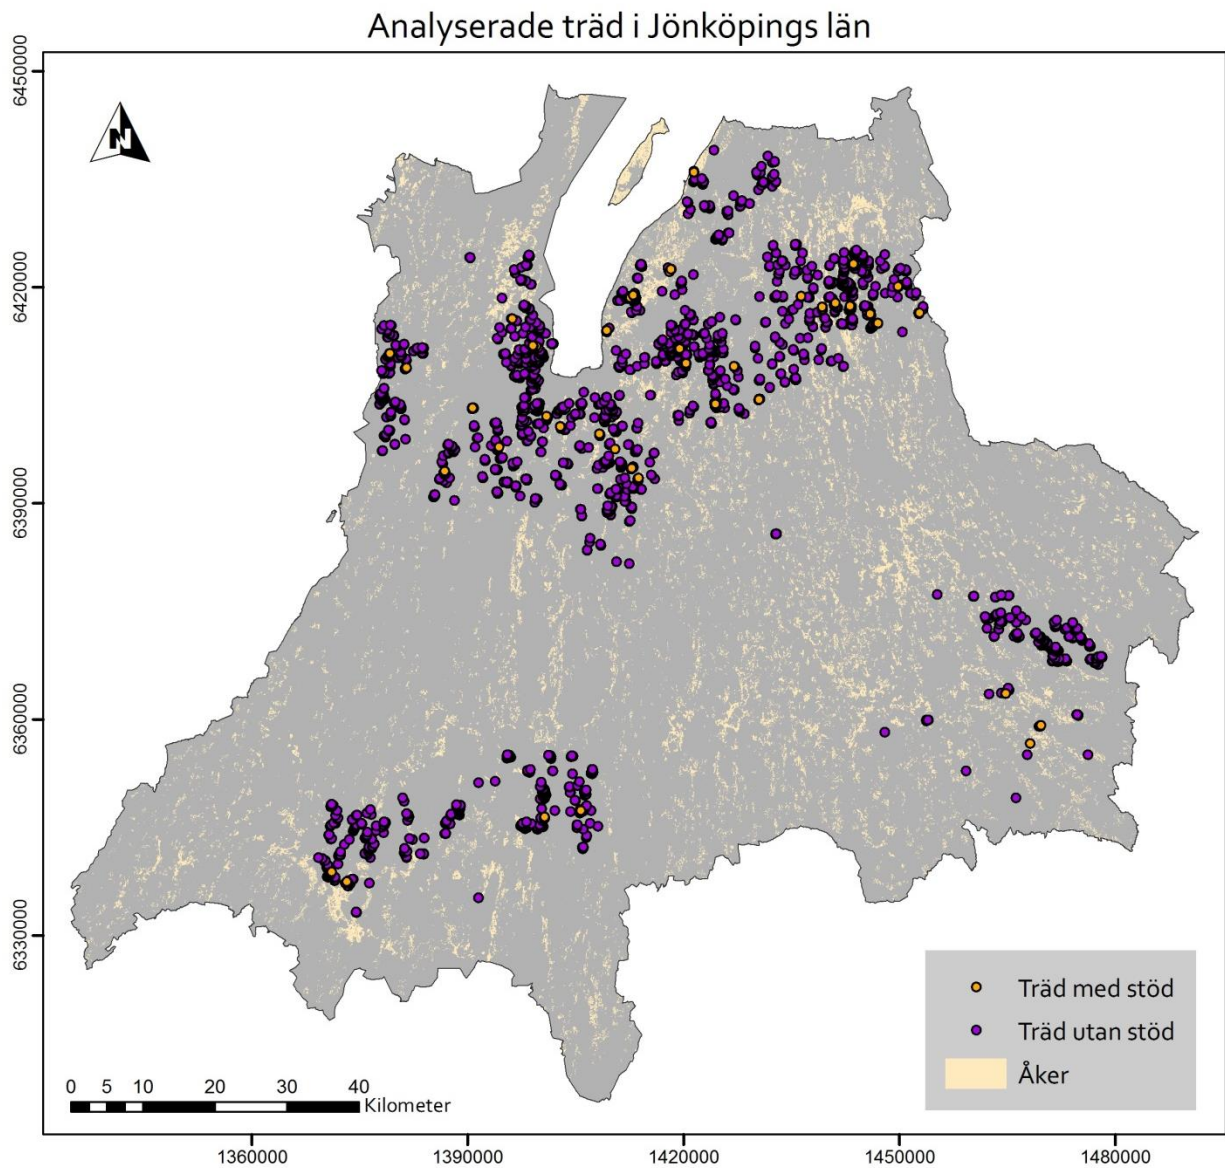 Analyserade träd i Jönköpings län
6450000
6420000
6390000
6360000
6330000
N
Träd med stöd
Träd utan stöd
Åker
0 5 10 20 30 40
Kilometer
1360000 1390000 1420000 1450000 1480000